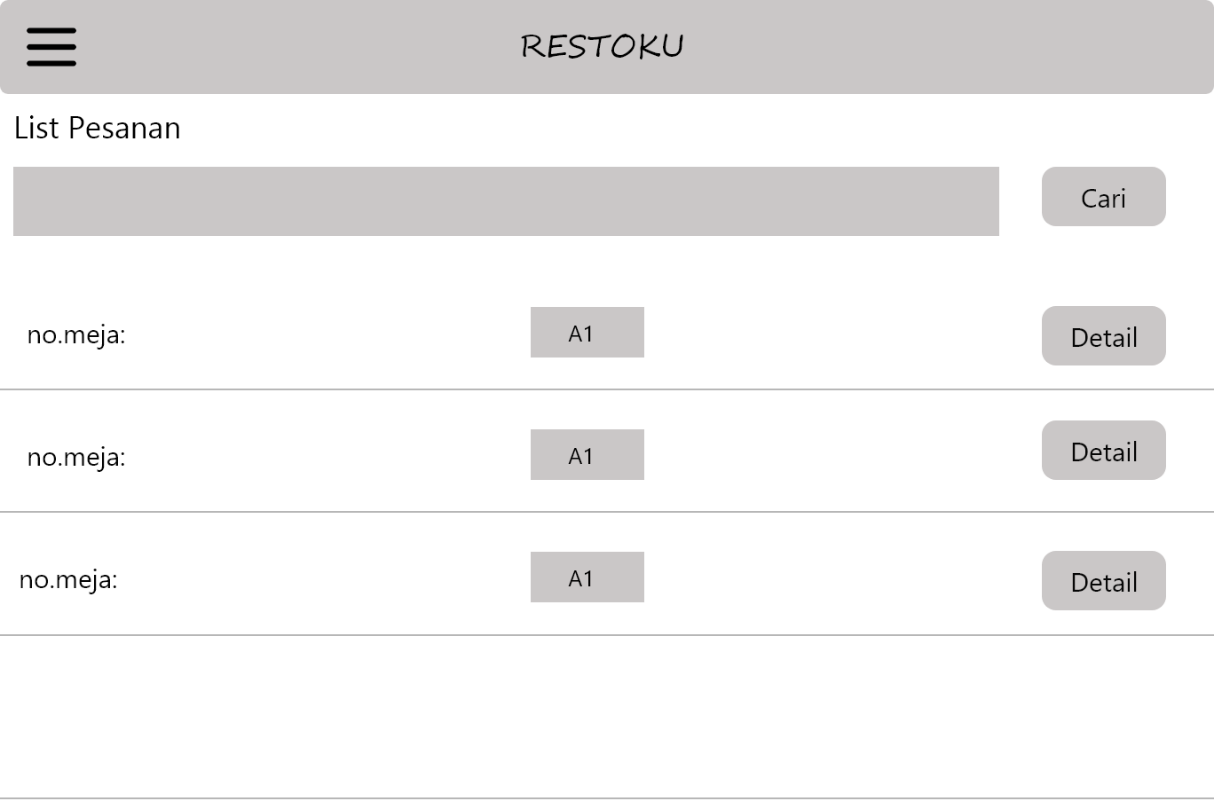 RESTOKU
List Pesanan
Cari
no.meja: A1 Detail
no.meja: A1 Detail
no.meja: A1 Detail